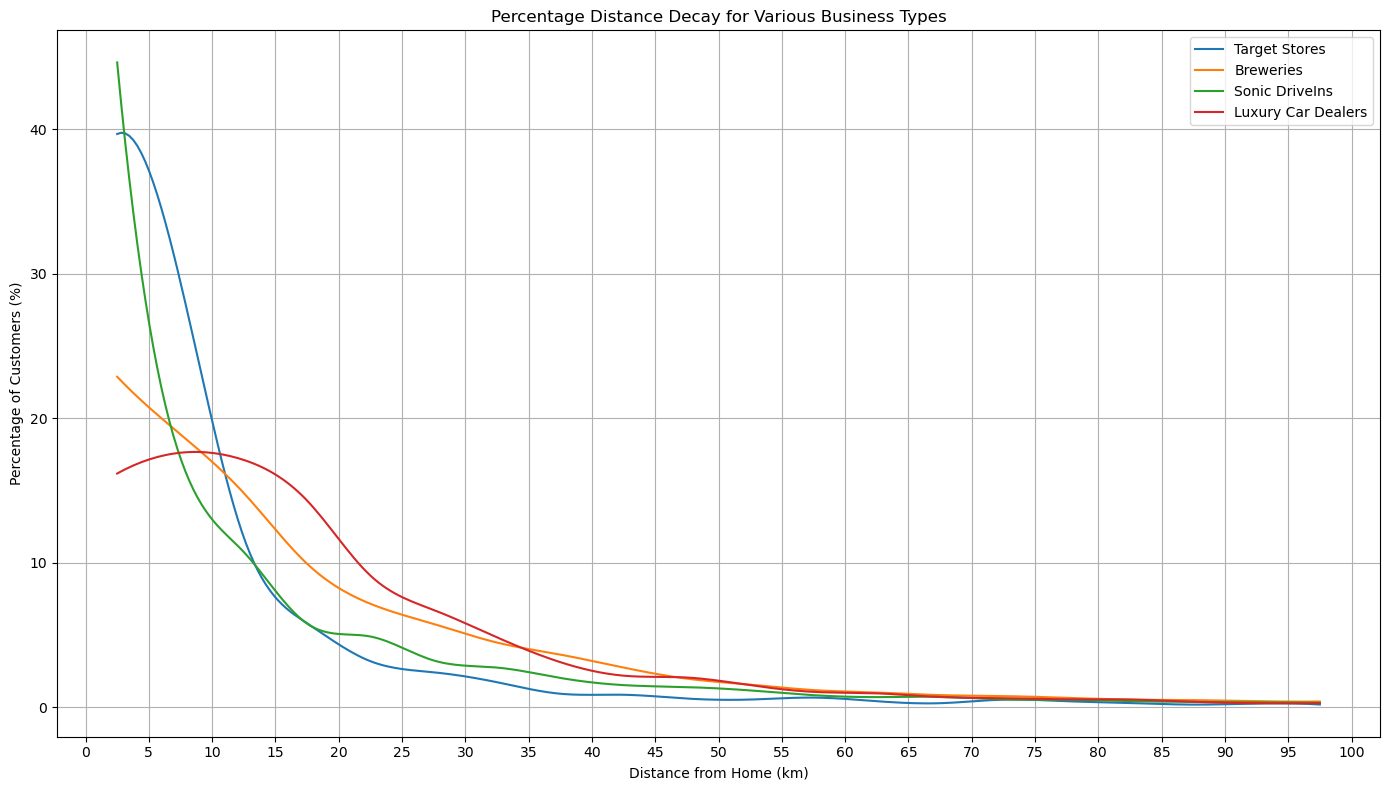 Percentage Distance Decay for Various Business Types
Target Stores
Breweries
Sonic DriveIns
Luxury Car Dealers
Percentage of Customers (%)
40
30
20
10
0
0 5 10 15 20 25 30 35 40 45 50 55 60 65 70 75 80 85 90 95 100
Distance from Home (km)